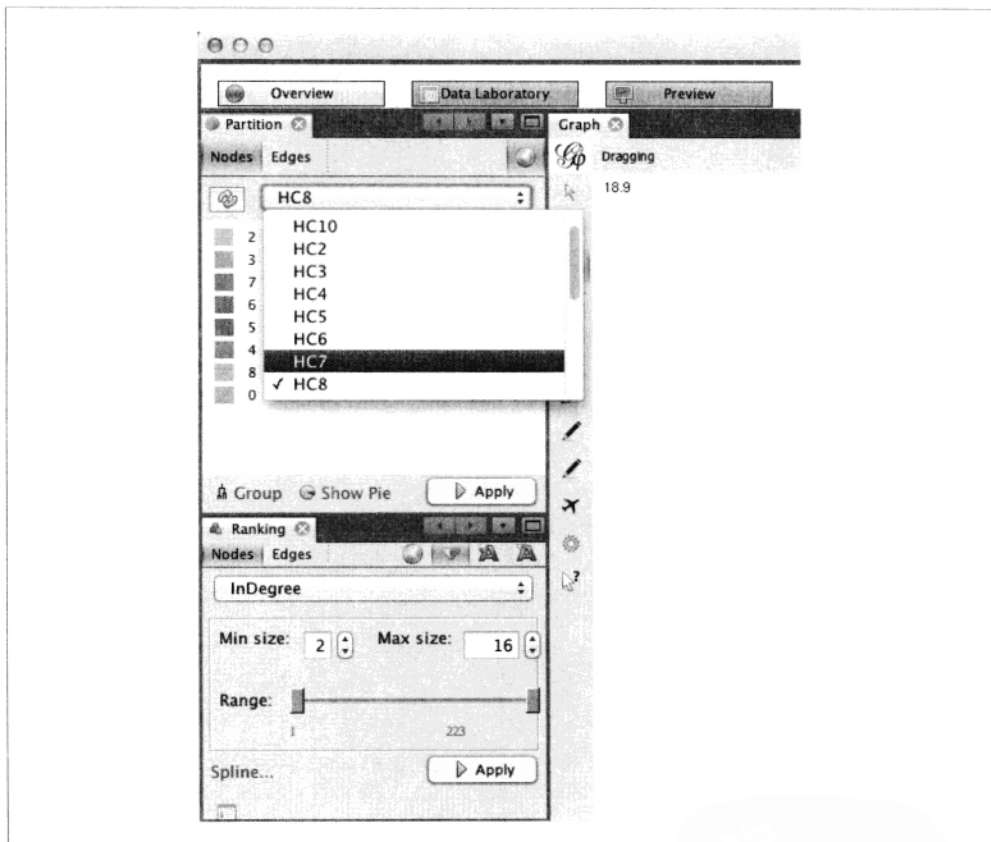 Overview Data Laboratory Preview
Partition Graph
Nodes Edges Dragging
HC8 18.9
2 HC10
3 HC2
7 HC3
6 HC4
5 HC5
4 HC6
8 HC7
0 ✓ HC8
Group Show Pie Apply
Ranking
Nodes Edges
InDegree
Min size: 2 Max size: 16
Range:
1 223
Spline... Apply